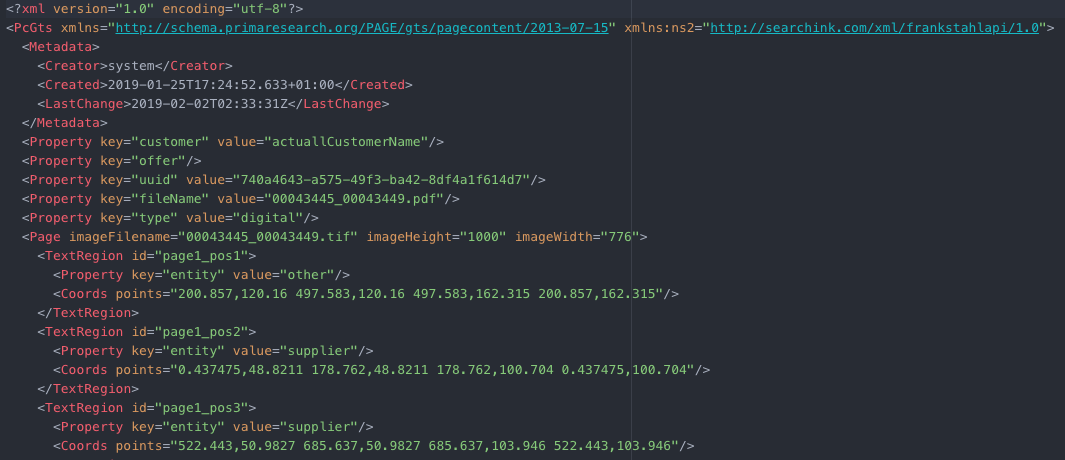 <?xml version="1.0" encoding="utf-8"?>
<PcGts xmlns="http://schema.primaresearch.org/PAGE/gts/pagecontent/2013-07-15" xmlns:ns2="http://searchink.com/xml/frankstahlapi/1.0">
<Metadata>
<Creator>system</Creator>
<Created>2019-01-25T17:24:52.633+01:00</Created>
<LastChange>2019-02-02T02:33:31Z</LastChange>
</Metadata>
<Property key="customer" value="actuallCustomerName"/>
<Property key="offer"/>
<Property key="uuid" value="740a4643-a575-49f3-ba42-8df4a1f614d7"/>
<Property key="fileName" value="00043445_00043449.pdf"/>
<Property key="type" value="digital"/>
<Page imageFilename="00043445_00043449.tif" imageHeight="1000" imageWidth="776">
<TextRegion id="page1_pos1">
<Property key="entity" value="other"/>
<Coords points="200.857,120.16 497.583,120.16 497.583,162.315 200.857,162.315"/>
</TextRegion>
<TextRegion id="page1_pos2">
<Property key="entity" value="supplier"/>
<Coords points="0.437475,48.8211 178.762,48.8211 178.762,100.704 0.437475,100.704"/>
</TextRegion>
<TextRegion id="page1_pos3">
<Property key="entity" value="supplier"/>
<Coords points="522.443,50.9827 685.637,50.9827 685.637,103.946 522.443,103.946"/>